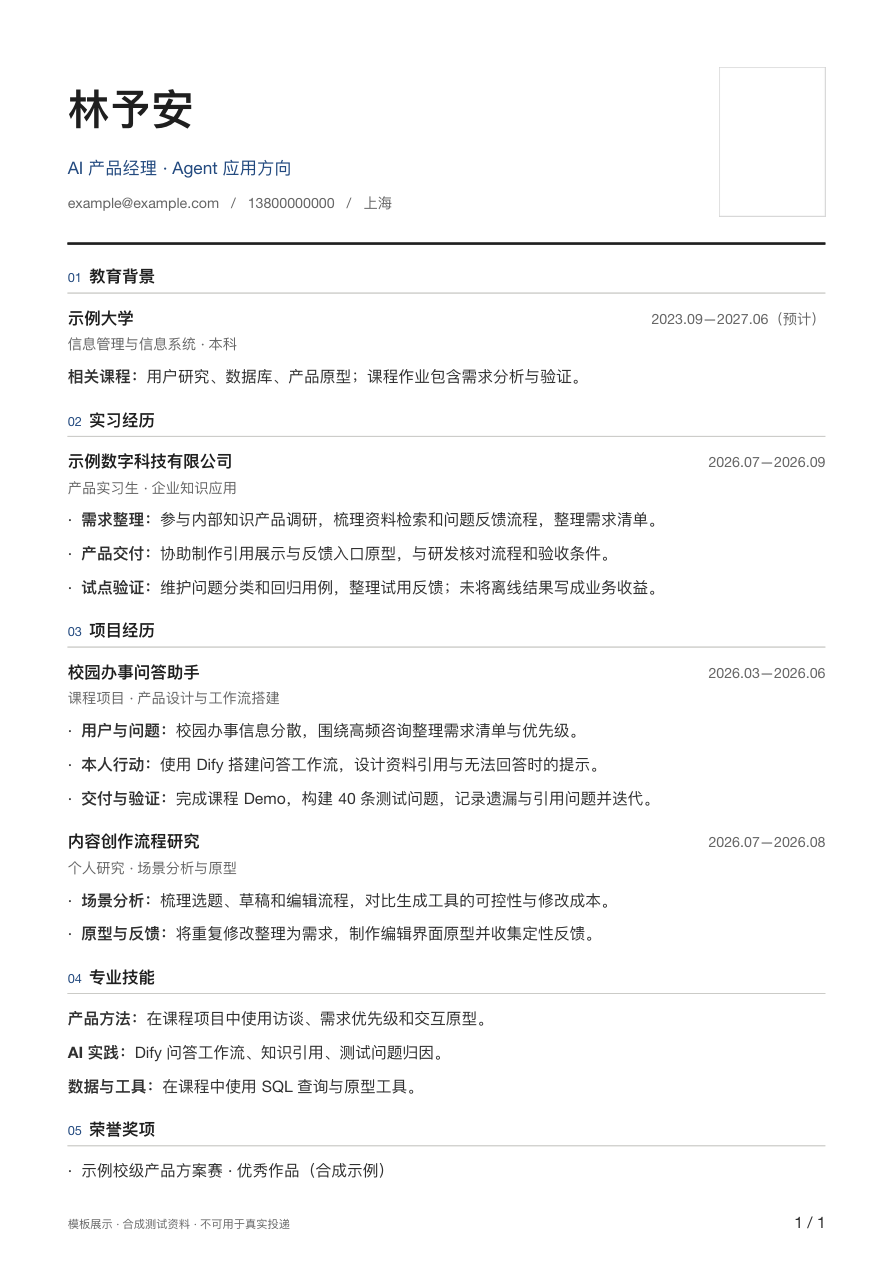 林予安
AI 产品经理 · Agent 应用方向
example@example.com / 13800000000 / 上海
01 教育背景
示例大学 2023.09—2027.06（预计）
信息管理与信息系统 · 本科
相关课程：用户研究、数据库、产品原型；课程作业包含需求分析与验证。
02 实习经历
示例数字科技有限公司 2026.07—2026.09
产品实习生 · 企业知识应用
· 需求整理：参与内部知识产品调研，梳理资料检索和问题反馈流程，整理需求清单。
· 产品交付：协助制作引用展示与反馈入口原型，与研发核对流程和验收条件。
· 试点验证：维护问题分类和回归用例，整理试用反馈；未将离线结果写成业务收益。
03 项目经历
校园办事问答助手 2026.03—2026.06
课程项目 · 产品设计与工作流搭建
· 用户与问题：校园办事信息分散，围绕高频咨询整理需求清单与优先级。
· 本人行动：使用 Dify 搭建问答工作流，设计资料引用与无法回答时的提示。
· 交付与验证：完成课程 Demo，构建 40 条测试问题，记录遗漏与引用问题并迭代。
内容创作流程研究 2026.07—2026.08
个人研究 · 场景分析与原型
· 场景分析：梳理选题、草稿和编辑流程，对比生成工具的可控性与修改成本。
· 原型与反馈：将重复修改整理为需求，制作编辑界面原型并收集定性反馈。
04 专业技能
产品方法：在课程项目中使用访谈、需求优先级和交互原型。
AI 实践：Dify 问答工作流、知识引用、测试问题归因。
数据与工具：在课程中使用 SQL 查询与原型工具。
05 荣誉奖项
· 示例校级产品方案赛 · 优秀作品（合成示例）
模板展示 · 合成测试资料 · 不可用于真实投递 1 / 1